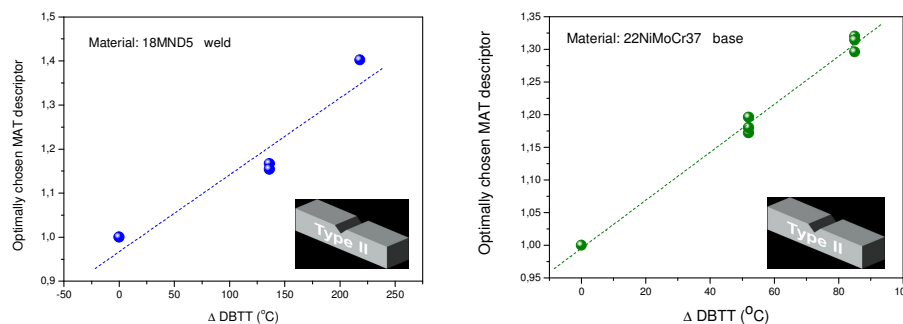 1,5
1,4
1,3
1,2
1,1
1,0
0,9
Optimally chosen MAT descriptor
Material: 18MND5 weld
Type II
-50 0 50 100 150 200 250
Δ DBTT (°C)
1,35
1,30
1,25
1,20
1,15
1,10
1,05
1,00
0,95
Optimally chosen MAT descriptor
Material: 22NiMoCr37 base
Type II
0 20 40 60 80 100
Δ DBTT (°C)